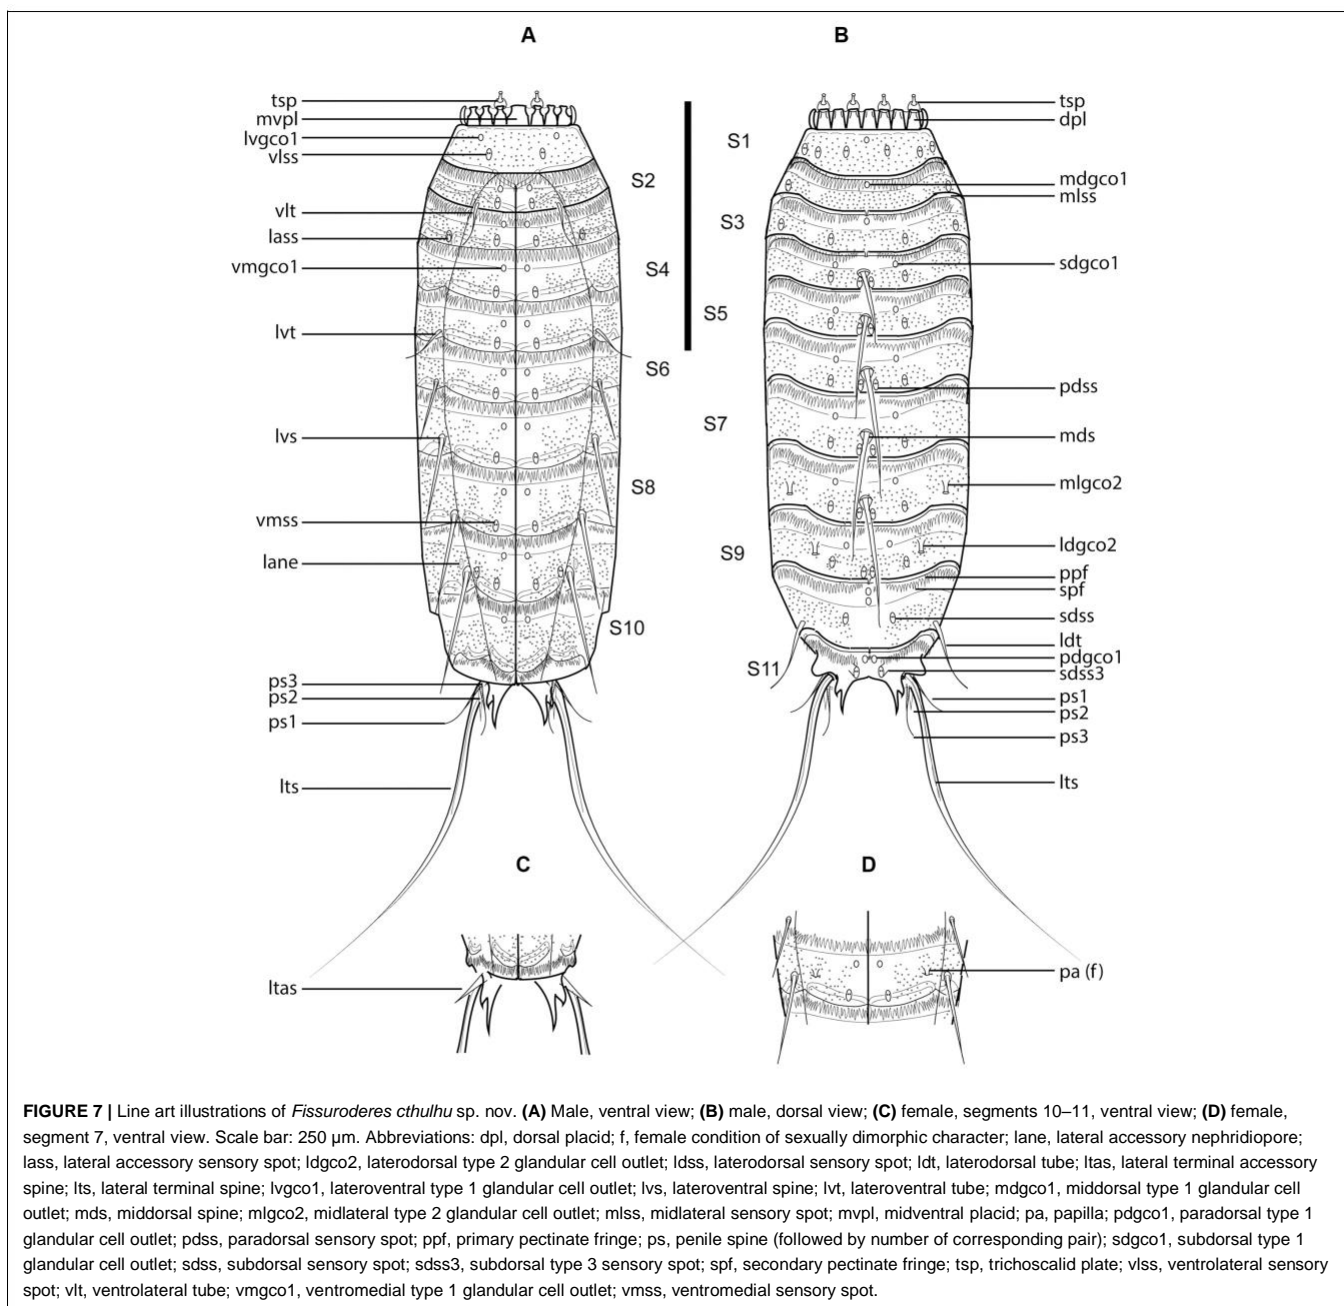 A
B
tsp
mvpl
lvgco1
vlss
vlt
lass
vmgco1
lvt
lvs
vmss
lane
ps3
ps2
ps1
lts
S2
S4
S6
S8
S10
S1
S3
S5
S7
S9
S11
tsp
dpl
mdgco1
mlss
sdgco1
pdss
mds
mlgco2
ldgco2
ppf
spf
sdss
ldt
pdgco1
sdss3
ps1
ps2
ps3
lts
C
D
ltas
pa (f)
FIGURE 7 | Line art illustrations of Fissuroderes cthulhu sp. nov. (A) Male, ventral view; (B) male, dorsal view; (C) female, segments 10–11, ventral view; (D) female,
segment 7, ventral view. Scale bar: 250 µm. Abbreviations: dpl, dorsal placid; f, female condition of sexually dimorphic character; lane, lateral accessory nephridiopore;
lass, lateral accessory sensory spot; ldgco2, laterodorsal type 2 glandular cell outlet; ldss, laterodorsal sensory spot; ldt, laterodorsal tube; ltas, lateral terminal accessory
spine; lts, lateral terminal spine; lvgco1, lateroventral type 1 glandular cell outlet; lvs, lateroventral spine; lvt, lateroventral tube; mdgco1, middorsal type 1 glandular cell
outlet; mds, middorsal spine; mlgco2, midlateral type 2 glandular cell outlet; mlss, midlateral sensory spot; mvpl, midventral placid; pa, papilla; pdgco1, paradorsal type 1
glandular cell outlet; pdss, paradorsal sensory spot; ppf, primary pectinate fringe; ps, penile spine (followed by number of corresponding pair); sdgco1, subdorsal type 1
glandular cell outlet; sdss, subdorsal sensory spot; sdss3, subdorsal type 3 sensory spot; spf, secondary pectinate fringe; tsp, trichoscalid plate; vlss, ventrolateral sensory
spot; vlt, ventrolateral tube; vmgco1, ventromedial type 1 glandular cell outlet; vmss, ventromedial sensory spot.